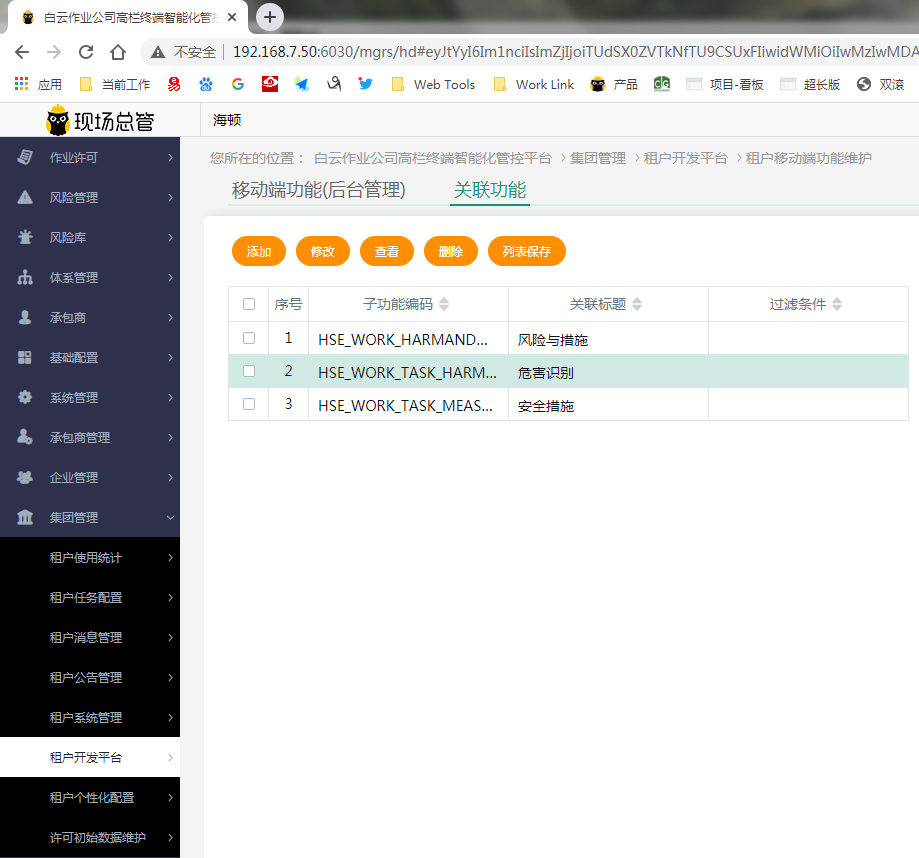 白云作业公司高栏终端智能化管
不安全
192.168.7.50:6030/mgrs/hd#eyJtYyI6Im1nciIsImZjIjoiTUdSX0ZVTkNfTU9CSUxFIiwidWMiOiIwMzIwMDA
应用
当前工作
Web Tools
Work Link
产品
项目-看板
超长版
双滚
现场总管
海顿
作业许可
风险管理
风险库
体系管理
承包商
基础配置
系统管理
承包商管理
企业管理
集团管理
租户使用统计
租户任务配置
租户消息管理
租户公告管理
租户系统管理
租户开发平台
租户个性化配置
许可初始数据维护
您所在的位置： 白云作业公司高栏终端智能化管控平台 > 集团管理 > 租户开发平台 > 租户移动端功能维护
移动端功能(后台管理) 关联功能
添加 修改 查看 删除 列表保存
序号 子功能编码 关联标题 过滤条件
1 HSE_WORK_HARMAND... 风险与措施
2 HSE_WORK_TASK_HARM... 危害识别
3 HSE_WORK_TASK_MEAS... 安全措施